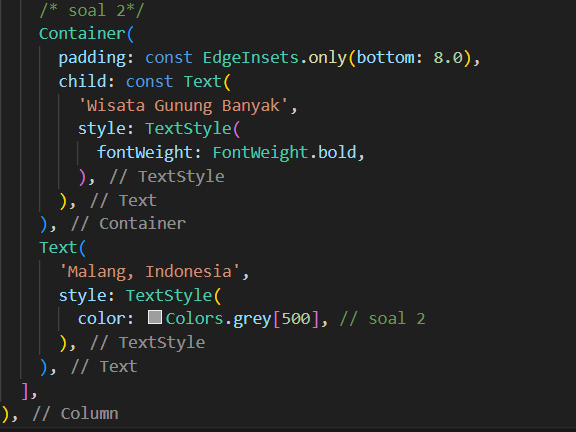 /* soal 2*/
Container(
padding: const EdgeInsets.only(bottom: 8.0),
child: const Text(
'Wisata Gunung Banyak',
style: TextStyle(
fontWeight: FontWeight.bold,
), // TextStyle
), // Text
), // Container
Text(
'Malang, Indonesia',
style: TextStyle(
color: Colors.grey[500], // soal 2
), // TextStyle
), // Text
],
), // Column